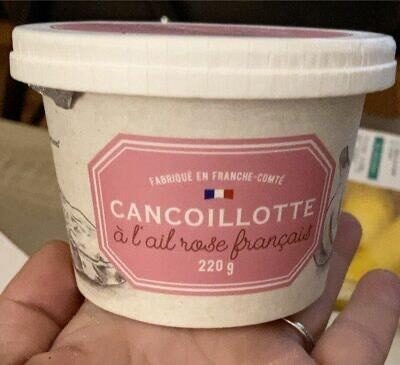 FABRIQUÉ EN FRANCHE-COMTÉ
CANCOILLOTTE
à l'ail rose français
220 g